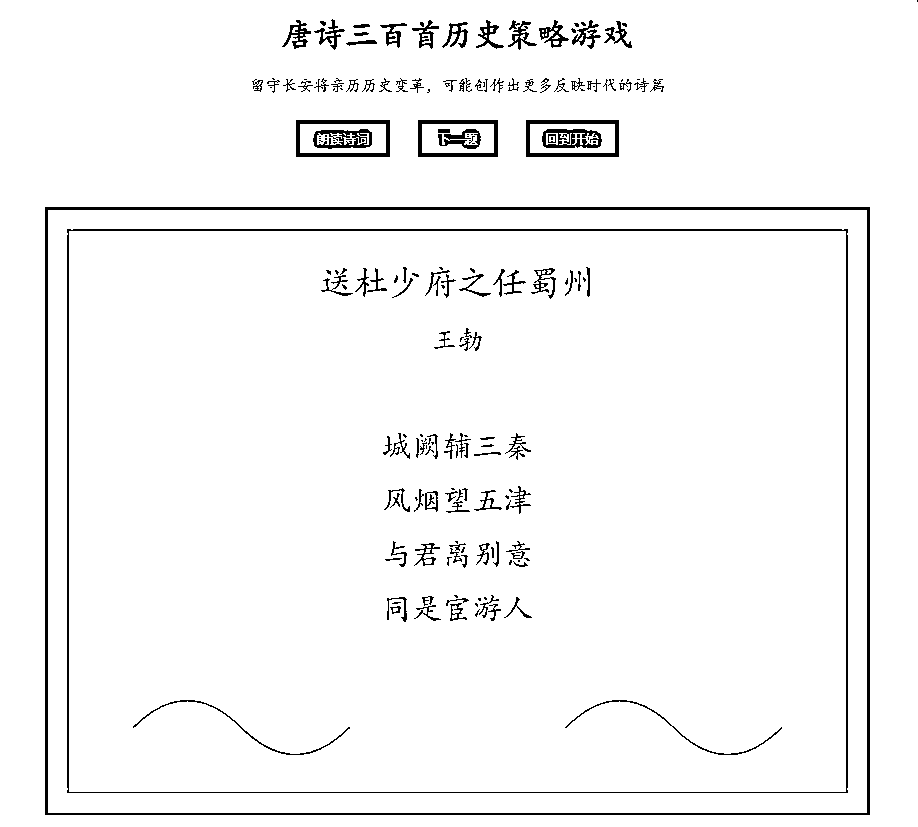 唐诗三百首历史策略游戏
留守长安将亲历历史变革，可能创作出更多反映时代的诗篇
朗读诗词 下一题 回到开始
送杜少府之任蜀州
王勃
城阙辅三秦
风烟望五津
与君离别意
同是宦游人